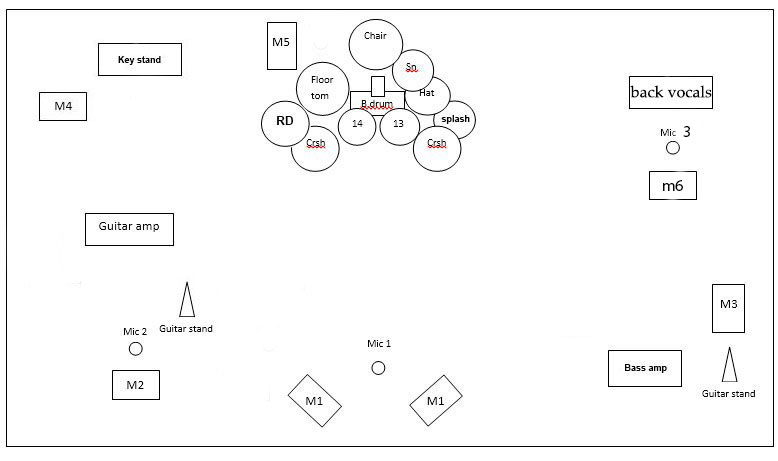 Chair
M5
Key stand
Sn
Floor
tom
Hat
back vocals
M4
B.drum
RD
14
13
splash
Mic 3
Crsh
Crsh
m6
Guitar amp
M3
Guitar stand
Mic 2
Mic 1
Bass amp
M2
Guitar stand
M1
M1